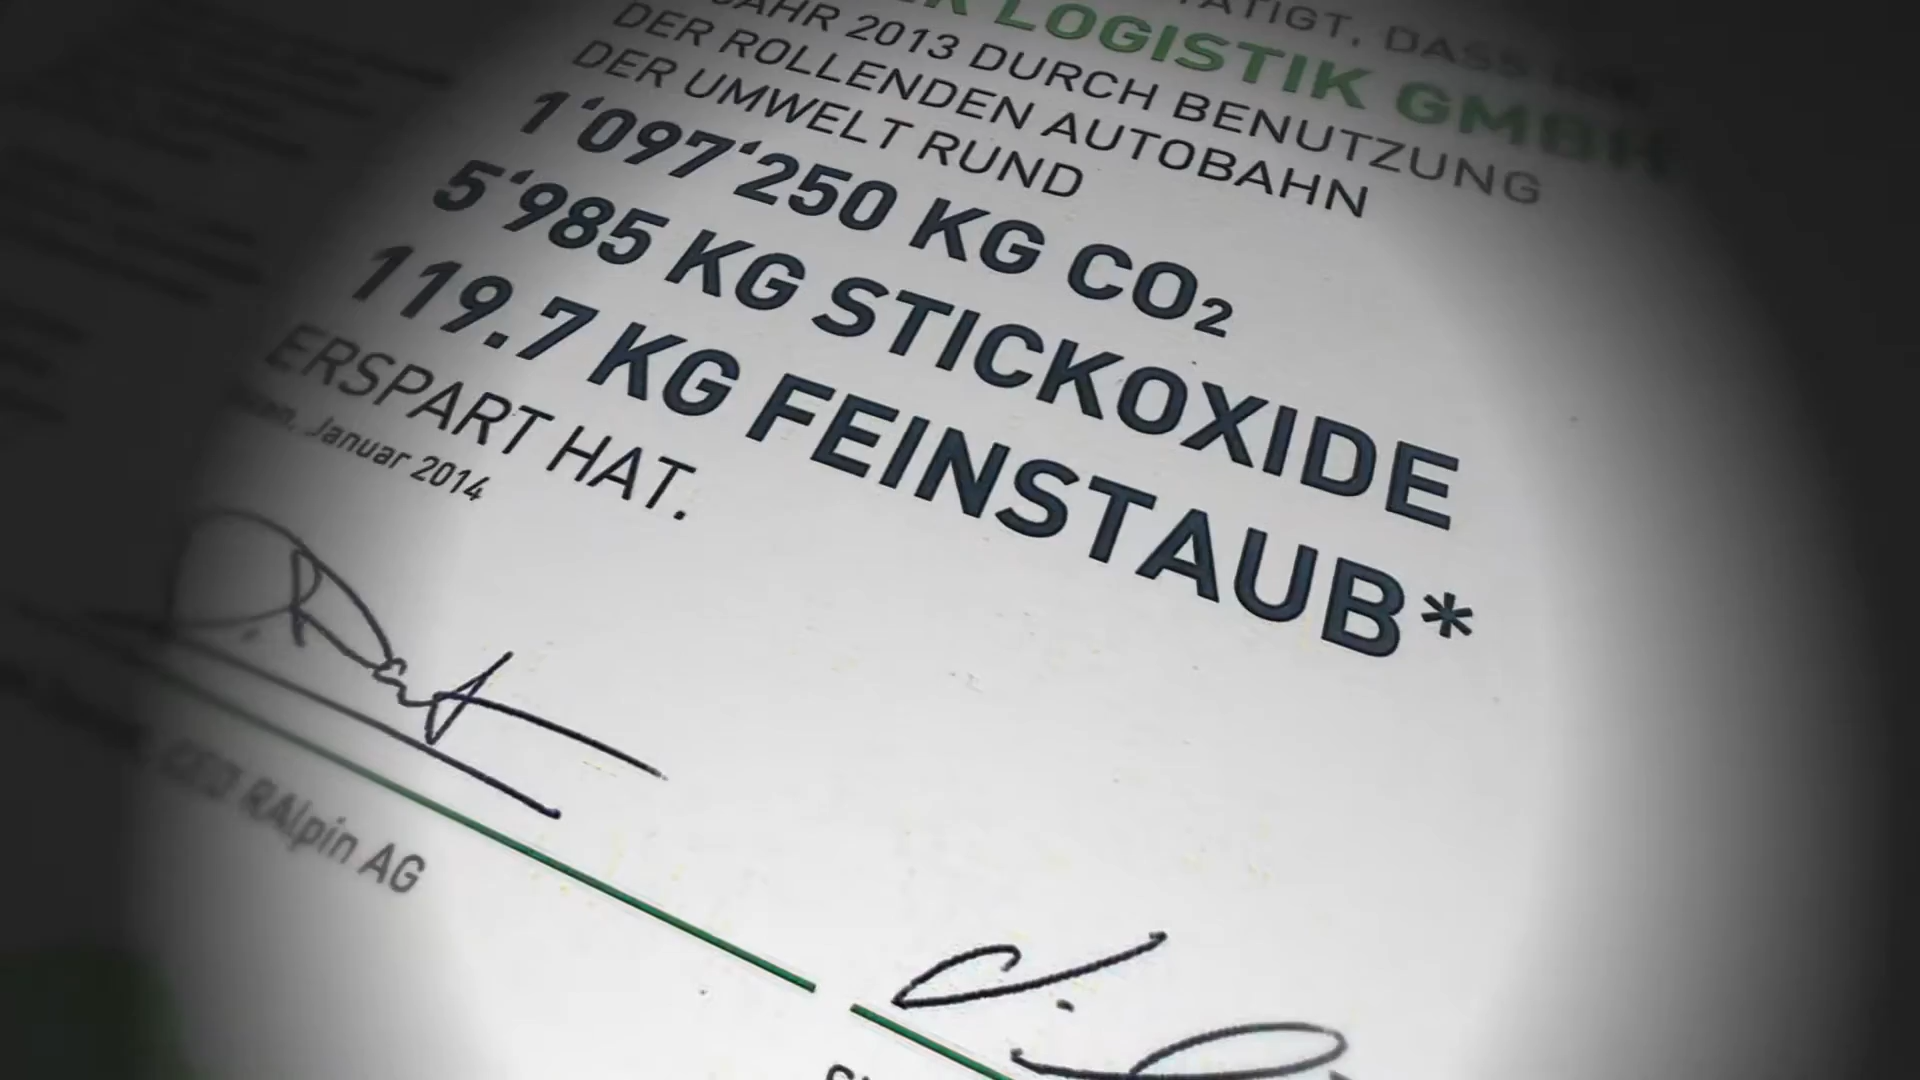 LOGISTIK GMBH
JAHR 2013 DURCH BENUTZUNG
DER ROLLENDEN AUTOBAHN
DER UMWELT RUND
1‘097‘250 KG CO₂
5‘985 KG STICKOXIDE
119.7 KG FEINSTAUB*
ERSPART HAT.
Januar 2014
RAlpin AG